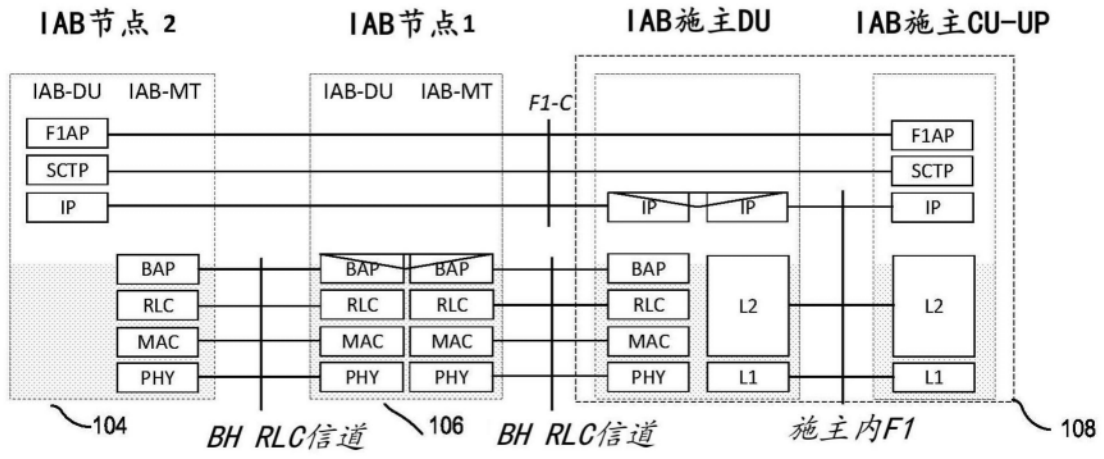 IAB节点 2 IAB节点1 IAB施主DU IAB施主CU-UP
IAB-DU IAB-MT IAB-DU IAB-MT
F1-C
F1AP F1AP
SCTP SCTP
IP IP IP IP
BAP BAP BAP BAP
RLC RLC RLC RLC L2 L2
MAC MAC MAC MAC
PHY PHY PHY PHY L1 L1
104 BH RLC信道 106 BH RLC信道 施主内F1 108